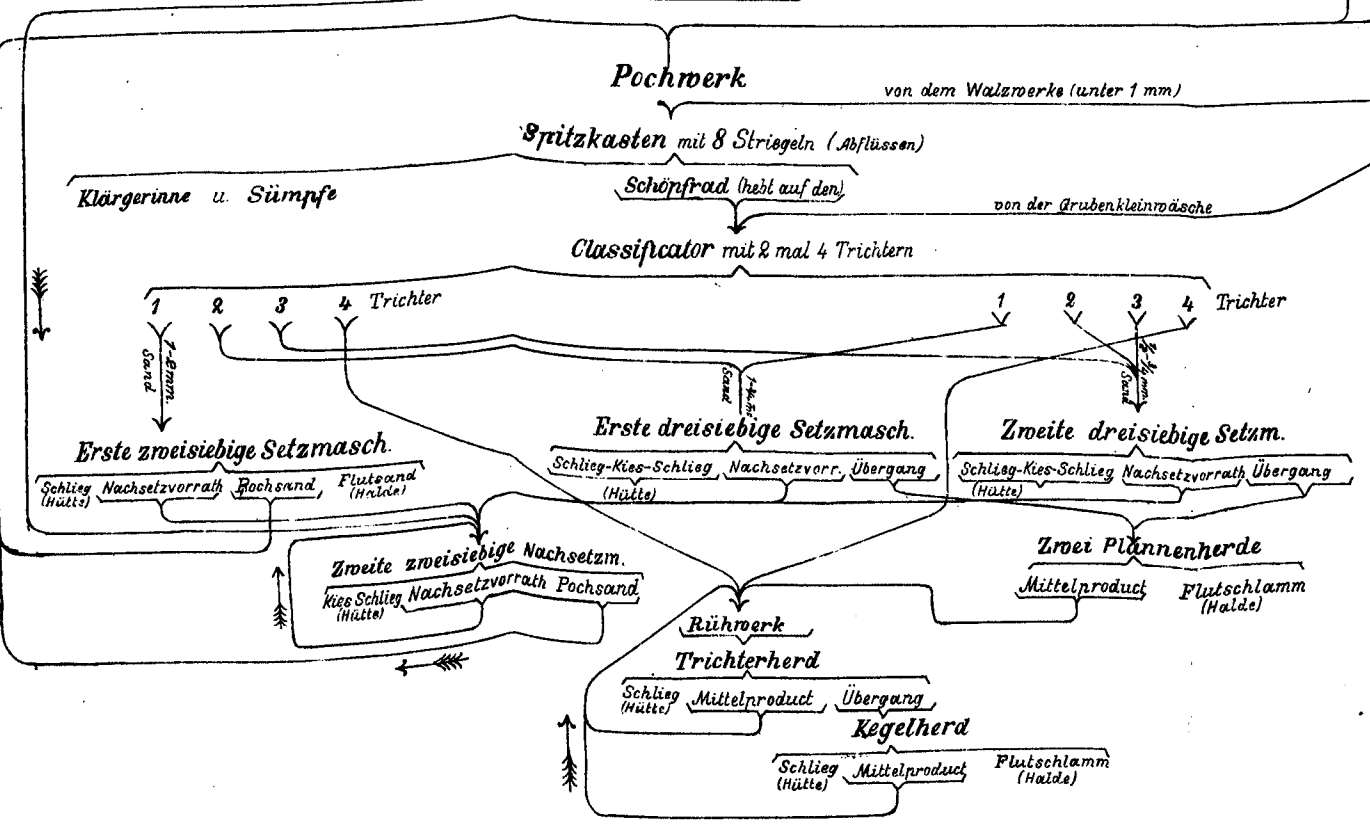 Pochwerk
von dem Walzwerke (unter 1 mm)
Spitzkasten mit 8 Striegeln (Abflüssen)
Klärgerinne u. Sümpfe
Schöpfrad (hebt auf den)
von der Grubenkleinwäsche
Classificator mit 2 mal 4 Trichtern
1 2 3 4 Trichter
1 2 3 4 Trichter
Sand
Sand
Sand
Erste zweisiebige Setzmasch.
Erste dreisiebige Setzmasch.
Zweite dreisiebige Setzm.
Schlieg Nachsetzvorrath Pochsand Flutsand
(Hütte) (Halde)
Schlieg-Kies-Schlieg Nachsetzvorr. Übergang
(Hütte)
Schlieg-Kies-Schlieg Nachsetzvorrath Übergang
(Hütte)
Zweite zweisiebige Nachsetzm.
Kies Schlieg Nachsetzvorrath Pochsand
(Hütte)
Zwei Plannenherde
Mittelproduct Flutschlamm
(Halde)
Rührwerk
Trichterherd
Schlieg Mittelproduct Übergang
(Hütte)
Kegelherd
Schlieg Mittelproduct Flutschlamm
(Hütte) (Halde)